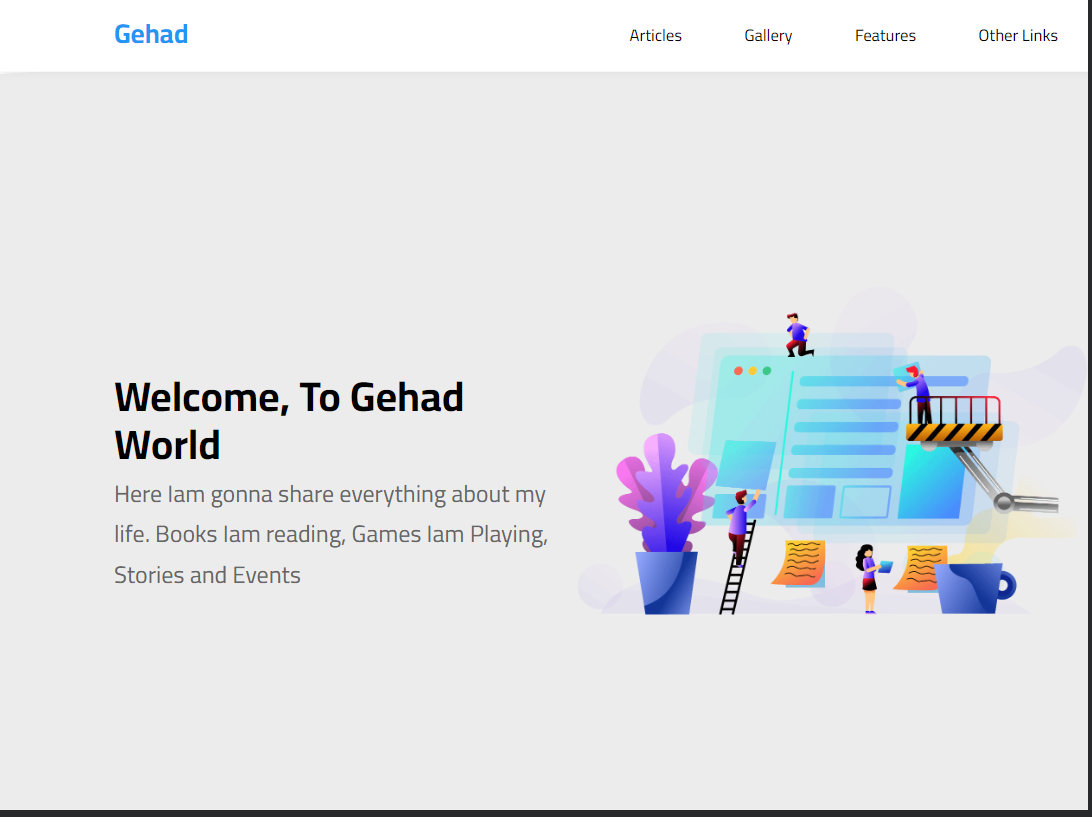 Gehad
Articles
Gallery
Features
Other Links
Welcome, To Gehad
World
Here Iam gonna share everything about my
life. Books Iam reading, Games Iam Playing,
Stories and Events